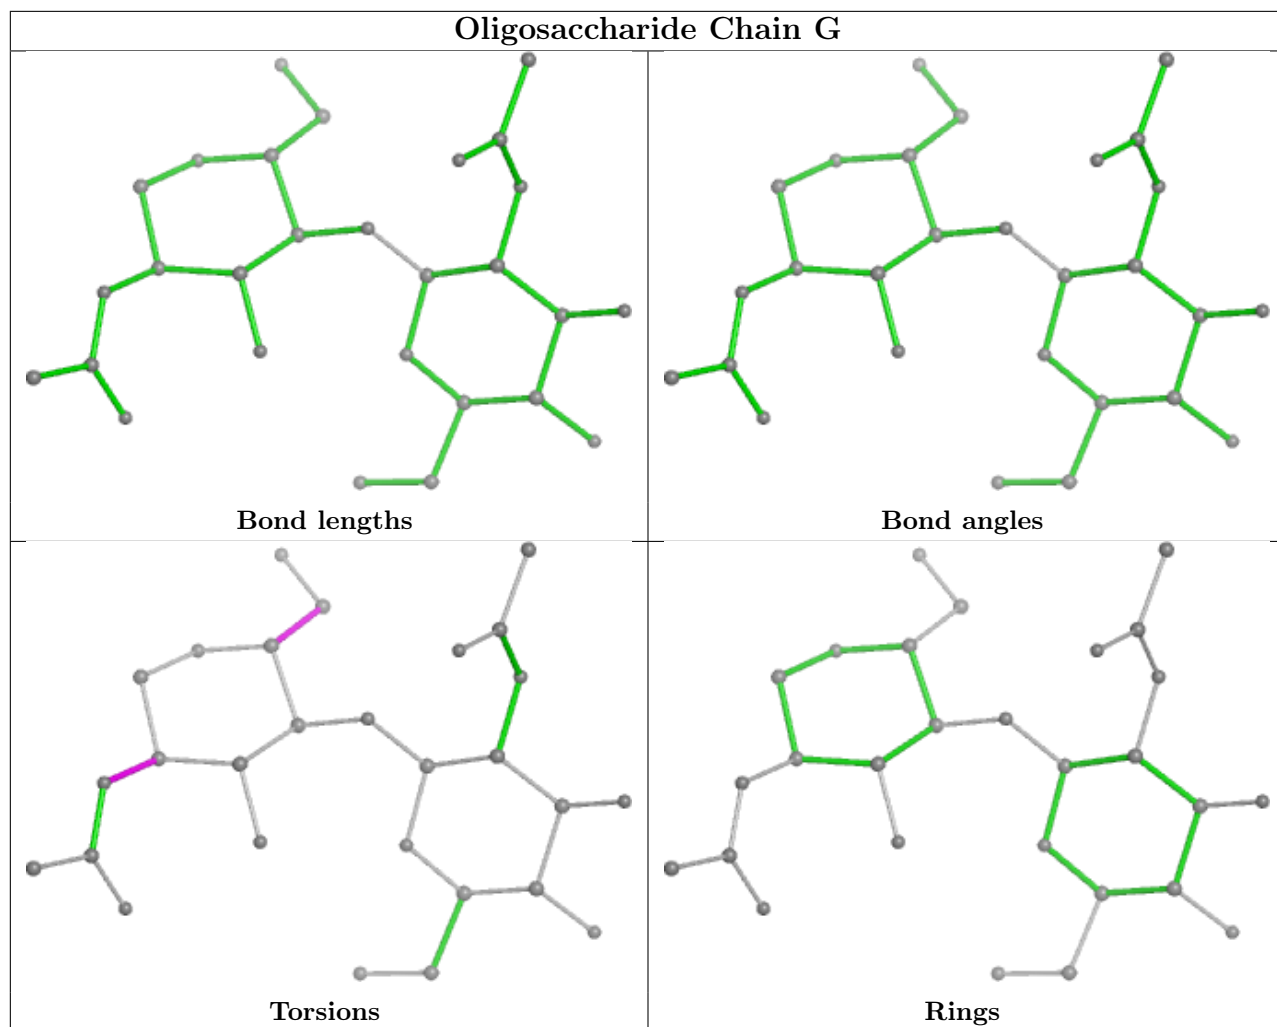 Oligosaccharide Chain G
Bond lengths
Bond angles
Torsions
Rings